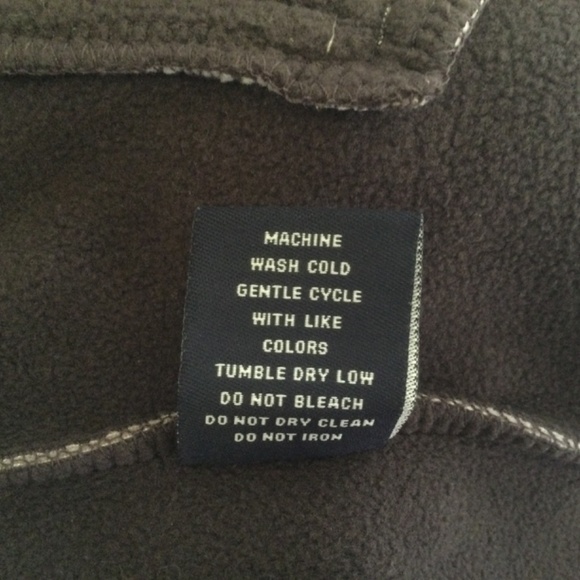 MACHINE
WASH COLD
GENTLE CYCLE
WITH LIKE
COLORS
TUMBLE DRY LOW
DO NOT BLEACH
DO NOT DRY CLEAN
DO NOT IRON